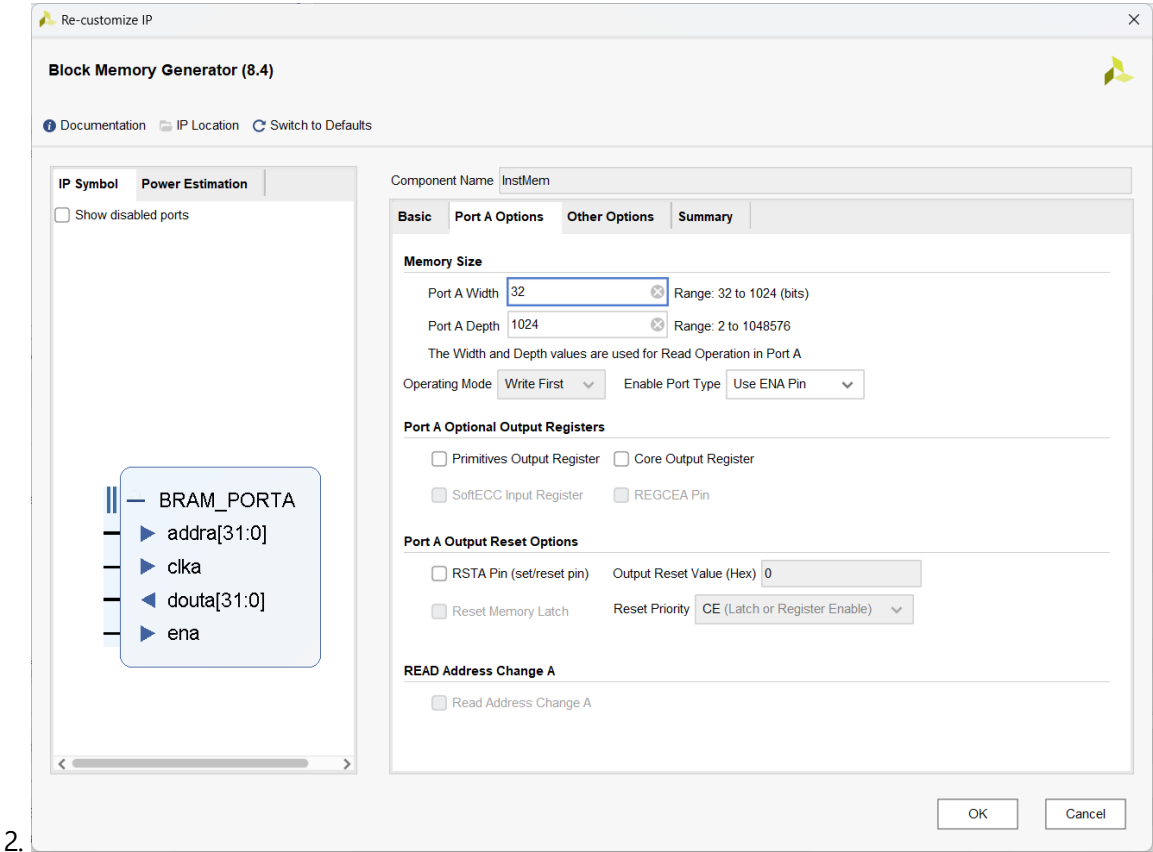 Re-customize IP
Block Memory Generator (8.4)
Documentation IP Location Switch to Defaults
IP Symbol Power Estimation
Show disabled ports
BRAM_PORTA
addra[31:0]
clka
douta[31:0]
ena
Component Name InstMem
Basic Port A Options Other Options Summary
Memory Size
Port A Width 32 Range: 32 to 1024 (bits)
Port A Depth 1024 Range: 2 to 1048576
The Width and Depth values are used for Read Operation in Port A
Operating Mode Write First Enable Port Type Use ENA Pin
Port A Optional Output Registers
Primitives Output Register Core Output Register
SoftECC Input Register REGCEA Pin
Port A Output Reset Options
RSTA Pin (set/reset pin) Output Reset Value (Hex) 0
Reset Memory Latch Reset Priority CE (Latch or Register Enable)
READ Address Change A
Read Address Change A
OK Cancel
2.